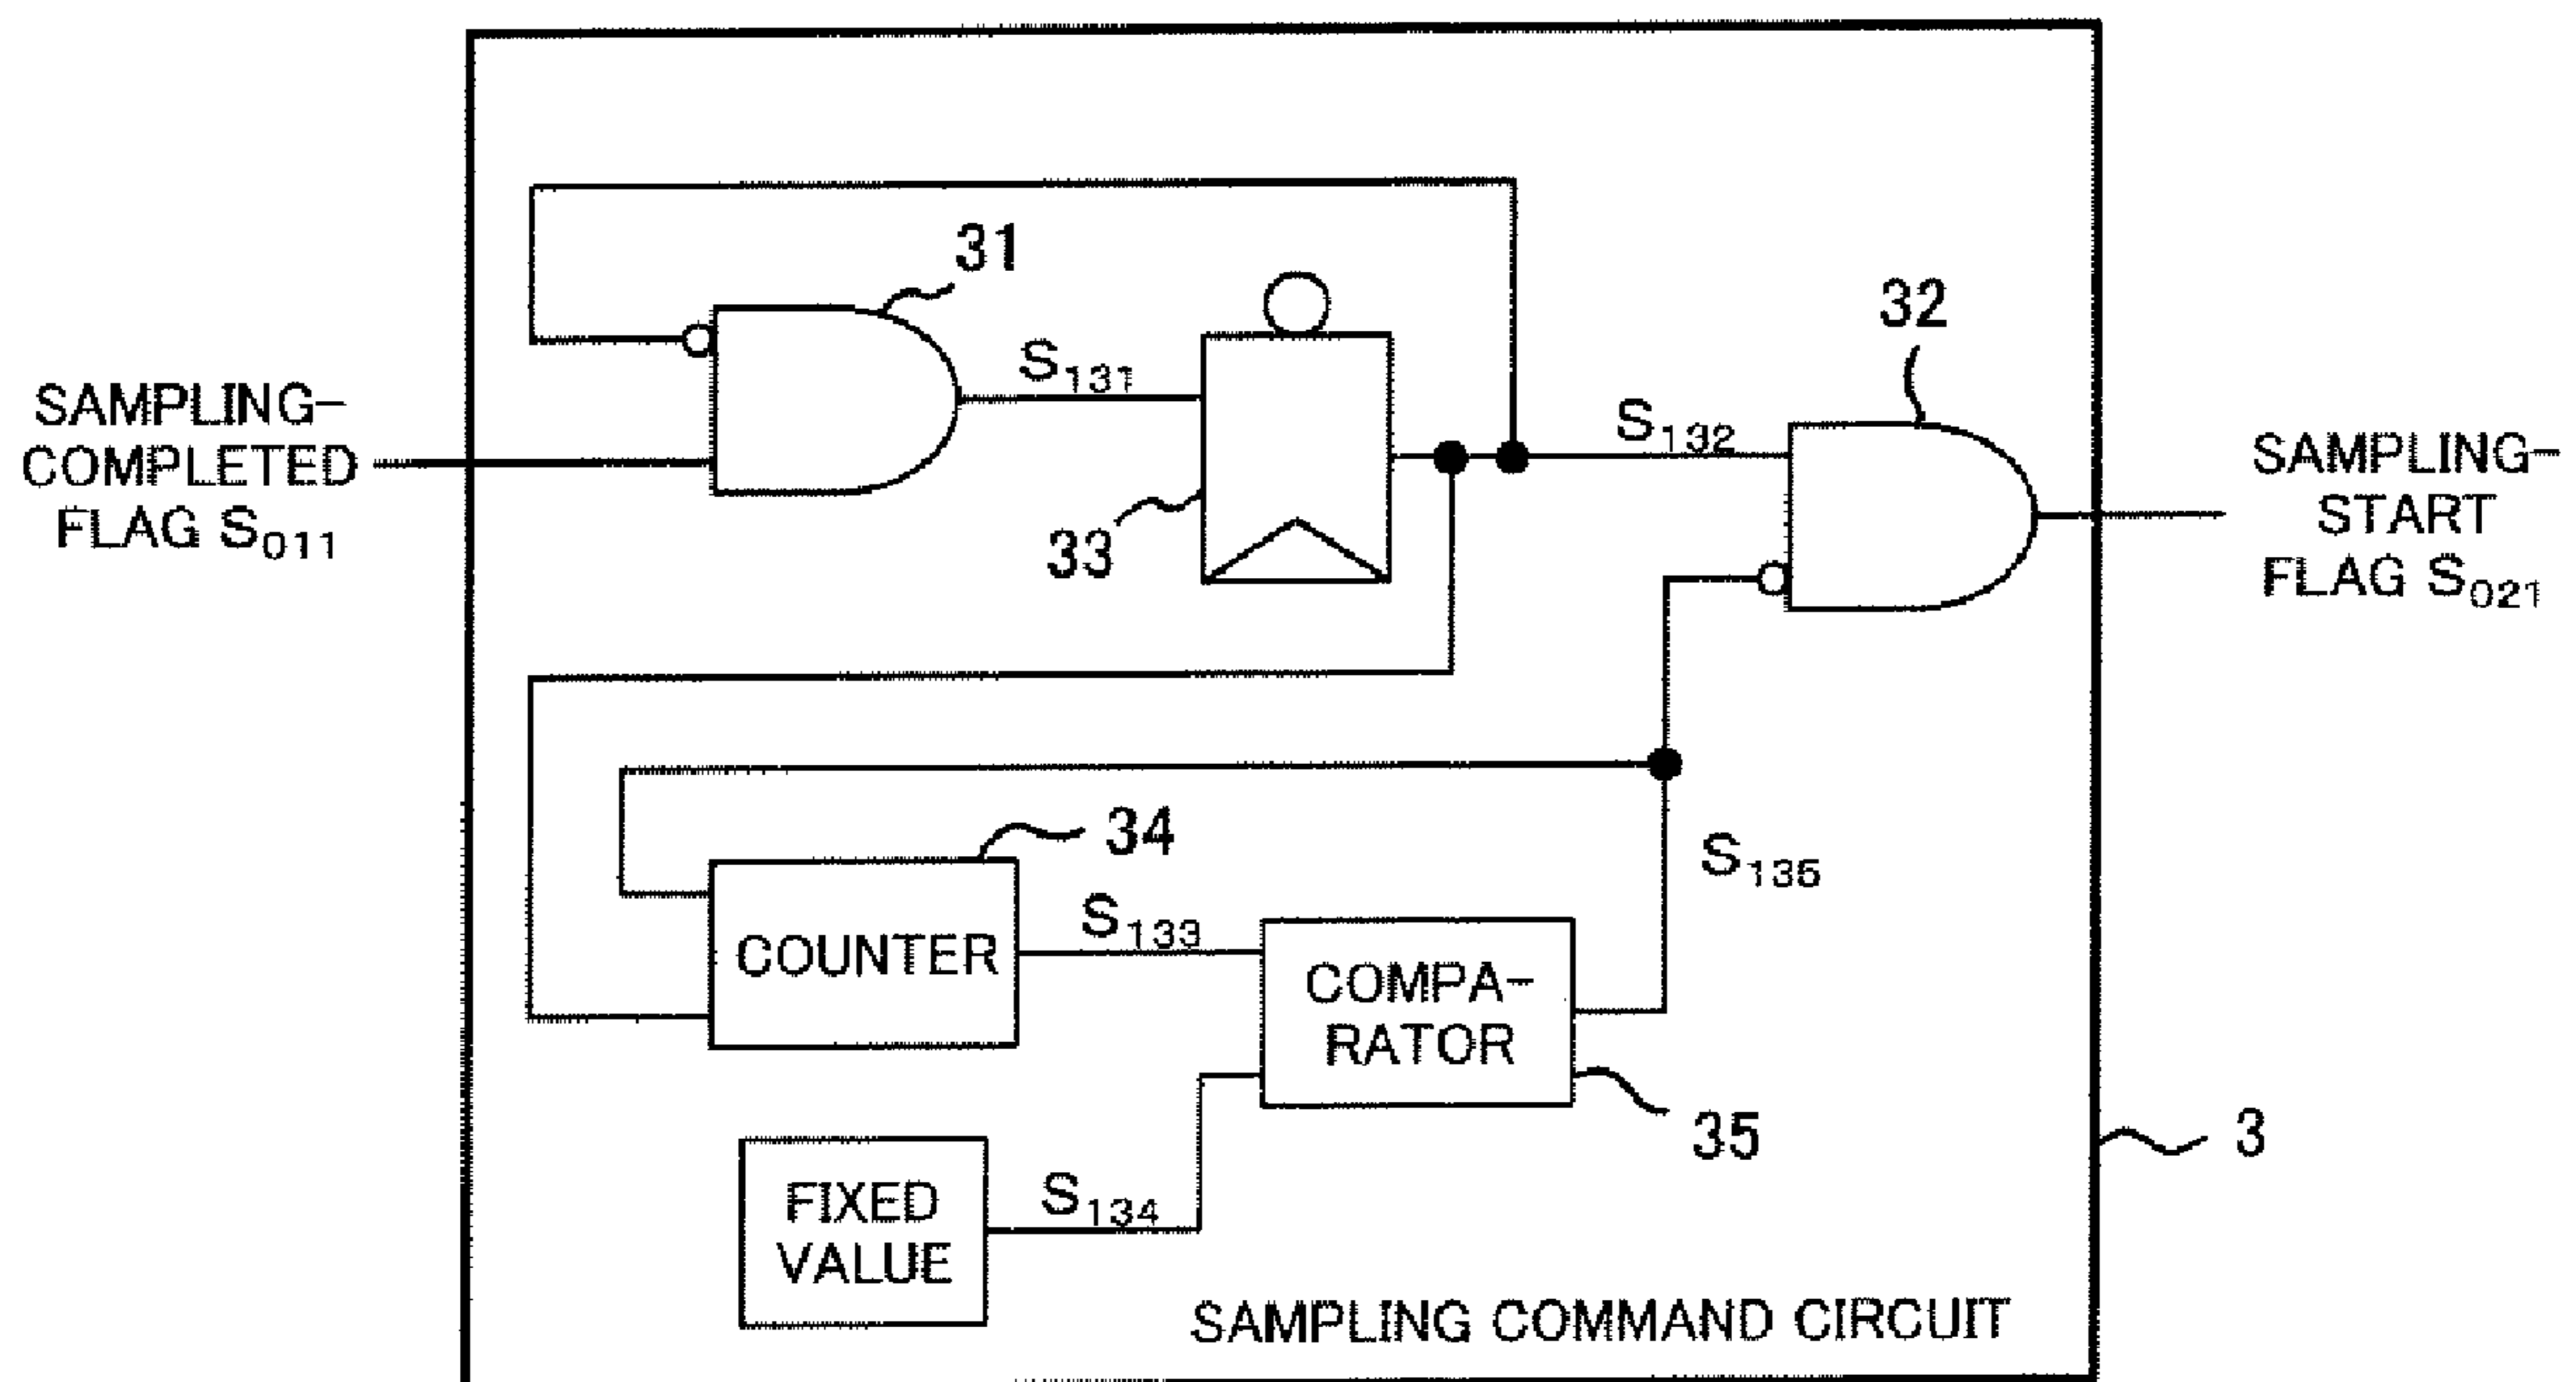 31
32
S131
S132
SAMPLING-
COMPLETED
FLAG S011
33
SAMPLING-
START
FLAG S021
34
S135
COUNTER
S133
COMPA-
RATOR
35
3
FIXED
VALUE
S134
SAMPLING COMMAND CIRCUIT